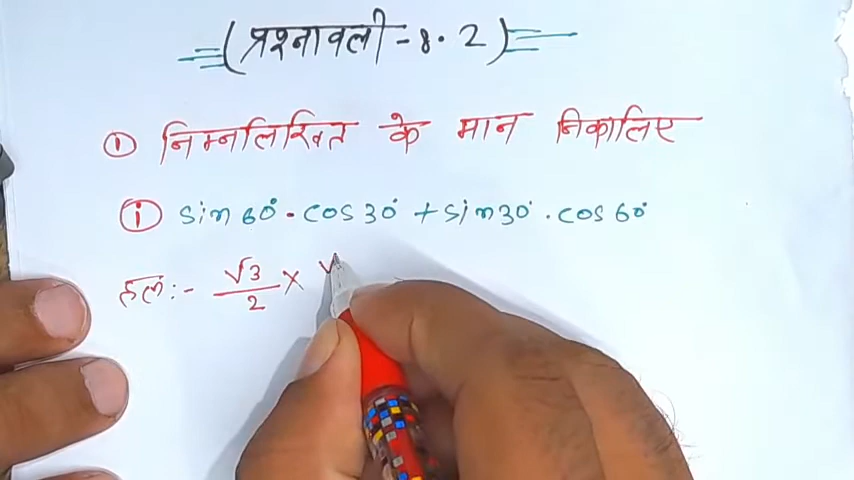 (प्रश्नावली - 8.2)
① निम्नलिखित के मान निकालिए
ⓘ sin 60° . cos 30° + sin 30° . cos 60°
हल :- √3/2 × √